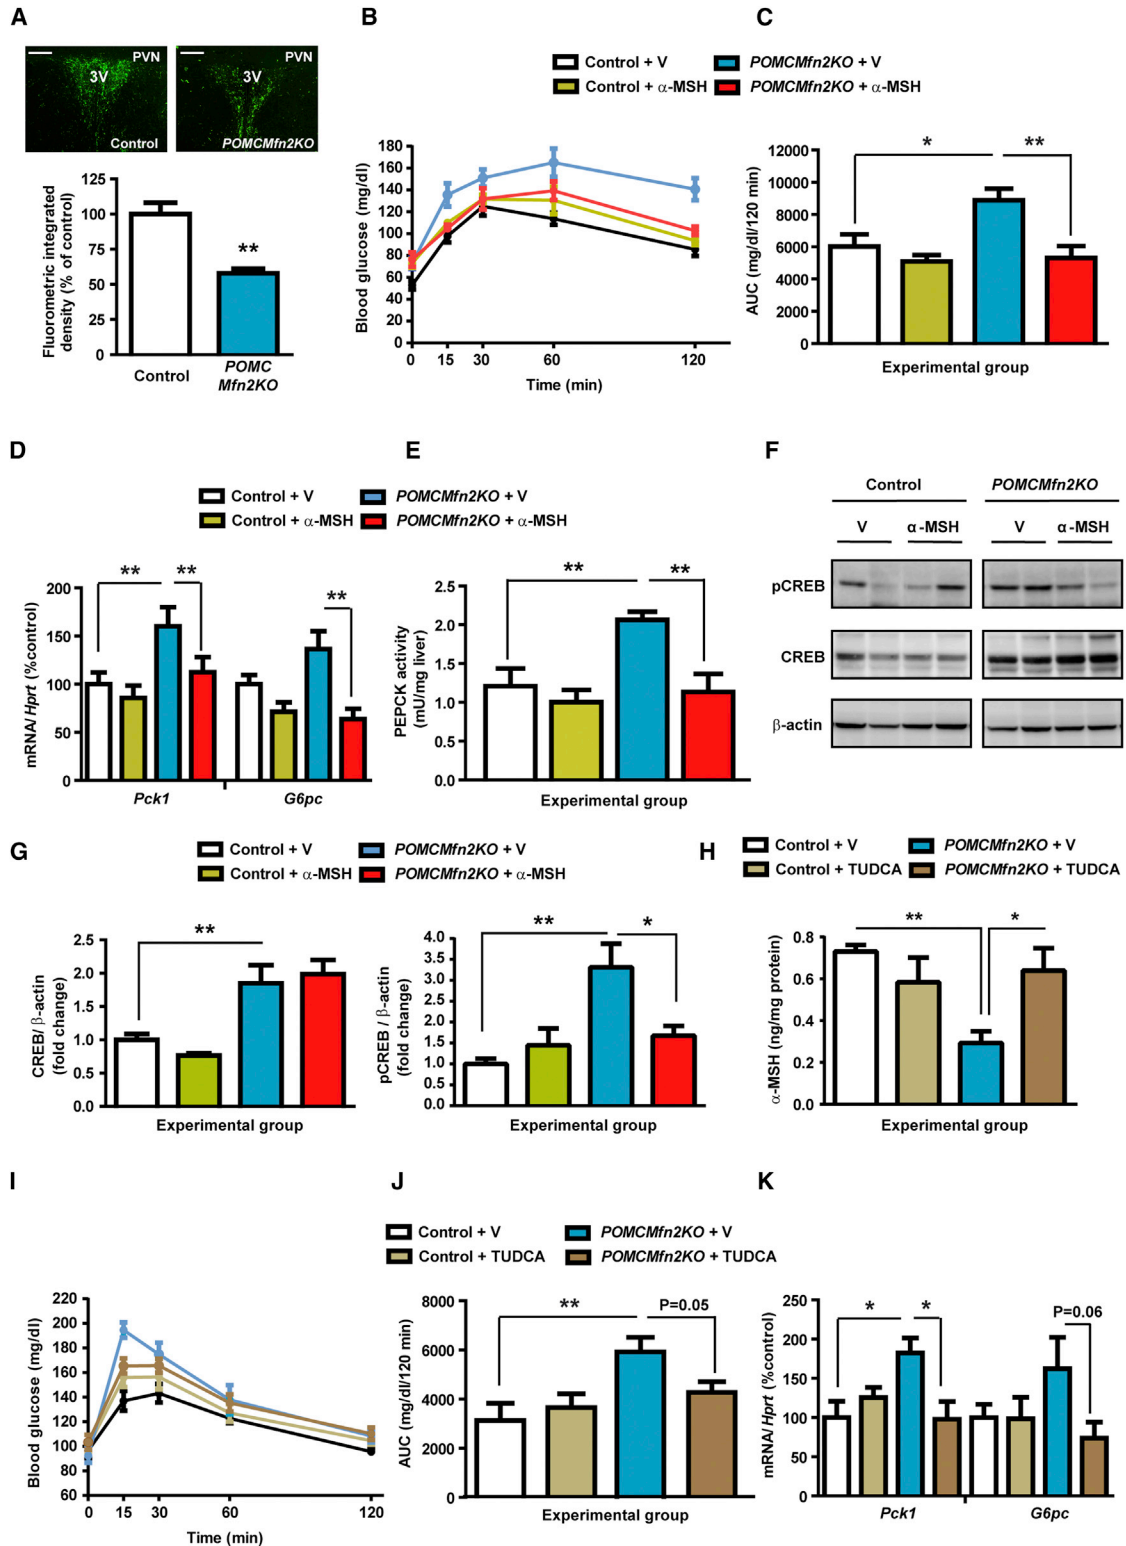 A
PVN
3V
Control
PVN
3V
POMCMfn2KO
Fluorometric integrated
density (% of control)
125
100
75
50
25
0
**
Control
POMC
Mfn2KO
B
C
Control + V
POMCMfn2KO + V
Control + α-MSH
POMCMfn2KO + α-MSH
Blood glucose (mg/dl)
180
160
140
120
100
80
60
40
20
0
0 15 30 60 120
Time (min)
AUC (mg/dl/120 min)
12000
10000
8000
6000
4000
2000
0
* **
Experimental group
D
E
Control + V
POMCMfn2KO + V
Control + α-MSH
POMCMfn2KO + α-MSH
mRNA/Hprt (%control)
200
150
100
50
0
** ** **
Pck1 G6pc
PEPCK activity
(mU/mg liver)
2.5
2.0
1.5
1.0
0.5
0.0
** **
Experimental group
F
Control POMCMfn2KO
V α-MSH V α-MSH
pCREB
CREB
β-actin
G
Control + V
POMCMfn2KO + V
Control + α-MSH
POMCMfn2KO + α-MSH
CREB/ β-actin
(fold change)
2.5
2.0
1.5
1.0
0.5
0.0
**
Experimental group
pCREB / β-actin
(fold change)
4.0
3.5
3.0
2.5
2.0
1.5
1.0
0.5
0.0
** *
Experimental group
H
Control + V
POMCMfn2KO + V
Control + TUDCA
POMCMfn2KO + TUDCA
α-MSH (ng/mg protein)
0.8
0.6
0.4
0.2
0.0
** *
Experimental group
I
J
K
Control + V
POMCMfn2KO + V
Control + TUDCA
POMCMfn2KO + TUDCA
Blood glucose (mg/dl)
220
200
180
160
140
120
100
80
60
0 15 30 60 120
Time (min)
AUC (mg/dl/120 min)
8000
6000
4000
2000
0
** P=0.05
Experimental group
mRNA/Hprt (%control)
250
200
150
100
50
0
* * P=0.06
Pck1 G6pc